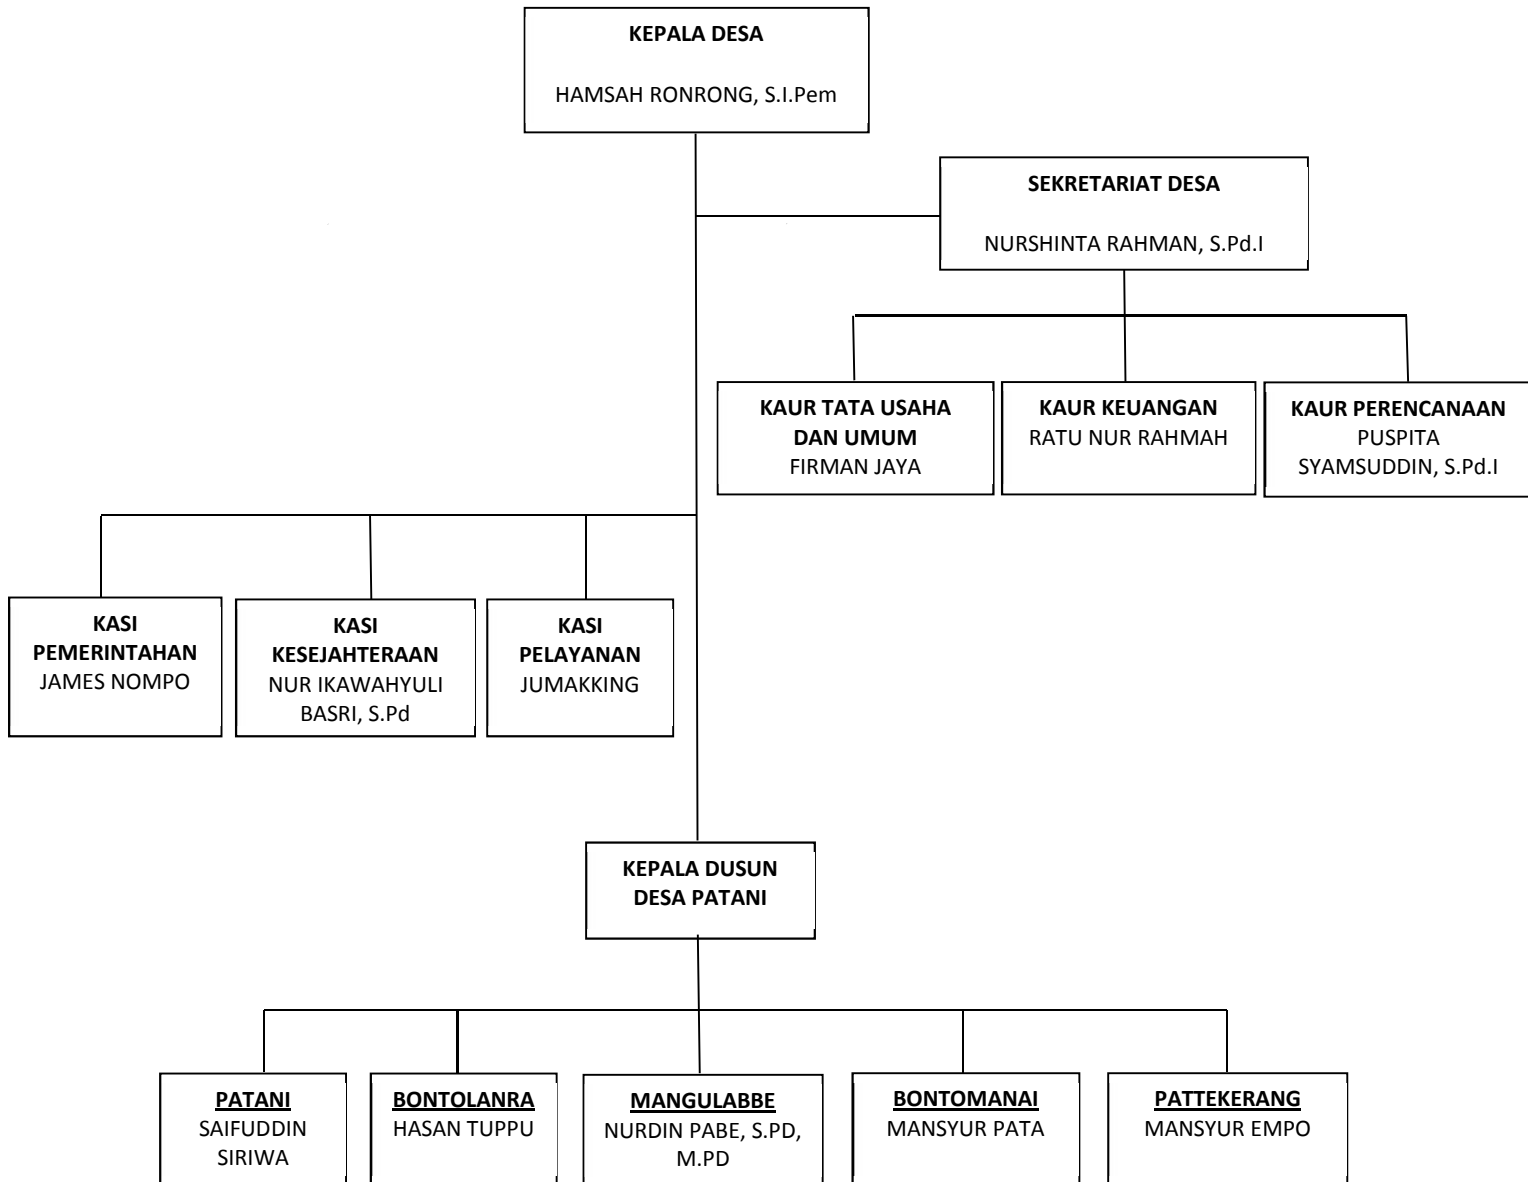 KEPALA DESA
HAMSAH RONRONG, S.I.Pem
SEKRETARIAT DESA
NURSHINTA RAHMAN, S.Pd.I
KAUR TATA USAHA
DAN UMUM
FIRMAN JAYA
KAUR KEUANGAN
RATU NUR RAHMAH
KAUR PERENCANAAN
PUSPITA
SYAMSUDDIN, S.Pd.I
KASI
PEMERINTAHAN
JAMES NOMPO
KASI
KESEJAHTERAAN
NUR IKAWAHYULI
BASRI, S.Pd
KASI
PELAYANAN
JUMAKKING
KEPALA DUSUN
DESA PATANI
PATANI
SAIFUDDIN
SIRIWA
BONTOLANRA
HASAN TUPPU
MANGULABBE
NURDIN PABE, S.PD,
M.PD
BONTOMANAI
MANSYUR PATA
PATTEKERANG
MANSYUR EMPO